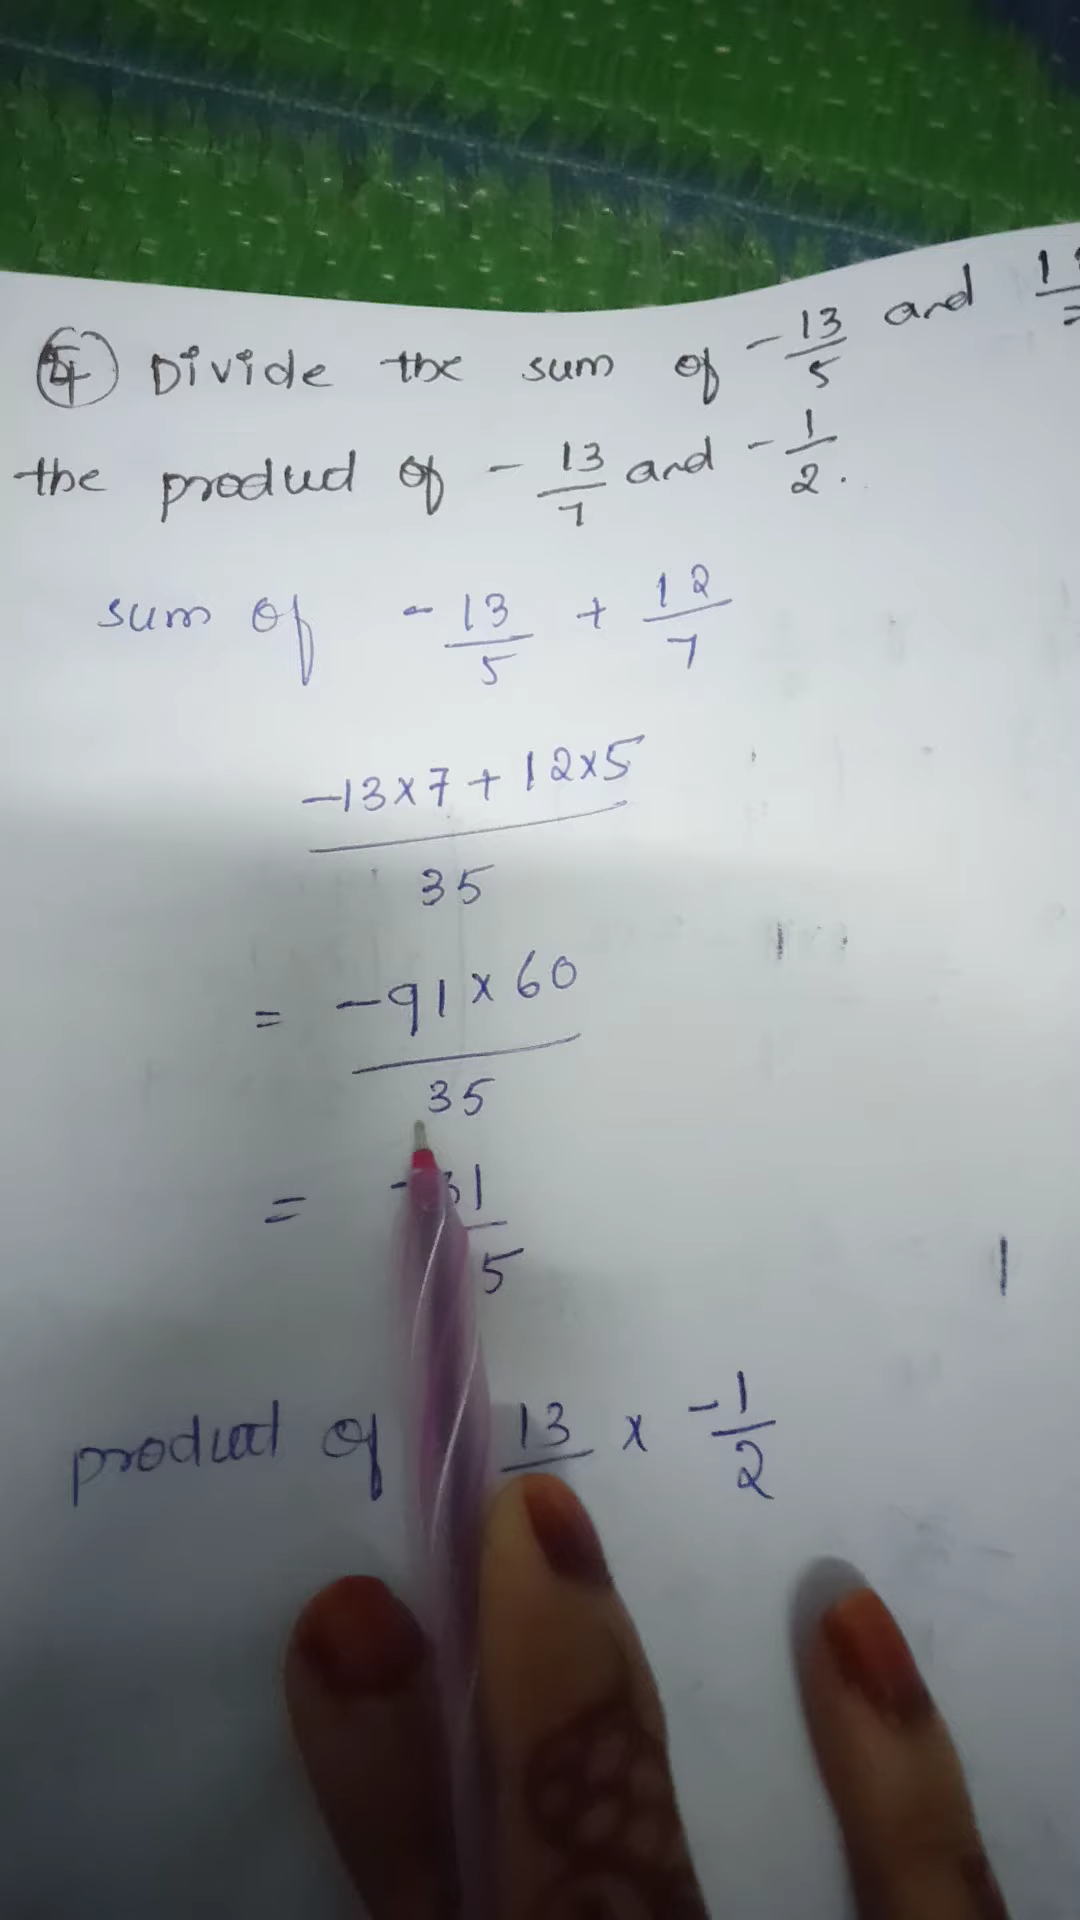 ④ Divide the sum of -13/5 and
the product of - 13/7 and -1/2.
sum of -13/5 + 12/7
-13×7 + 12×5
35
= -91 × 60
35
= -31
5
product of 13 × -1/2